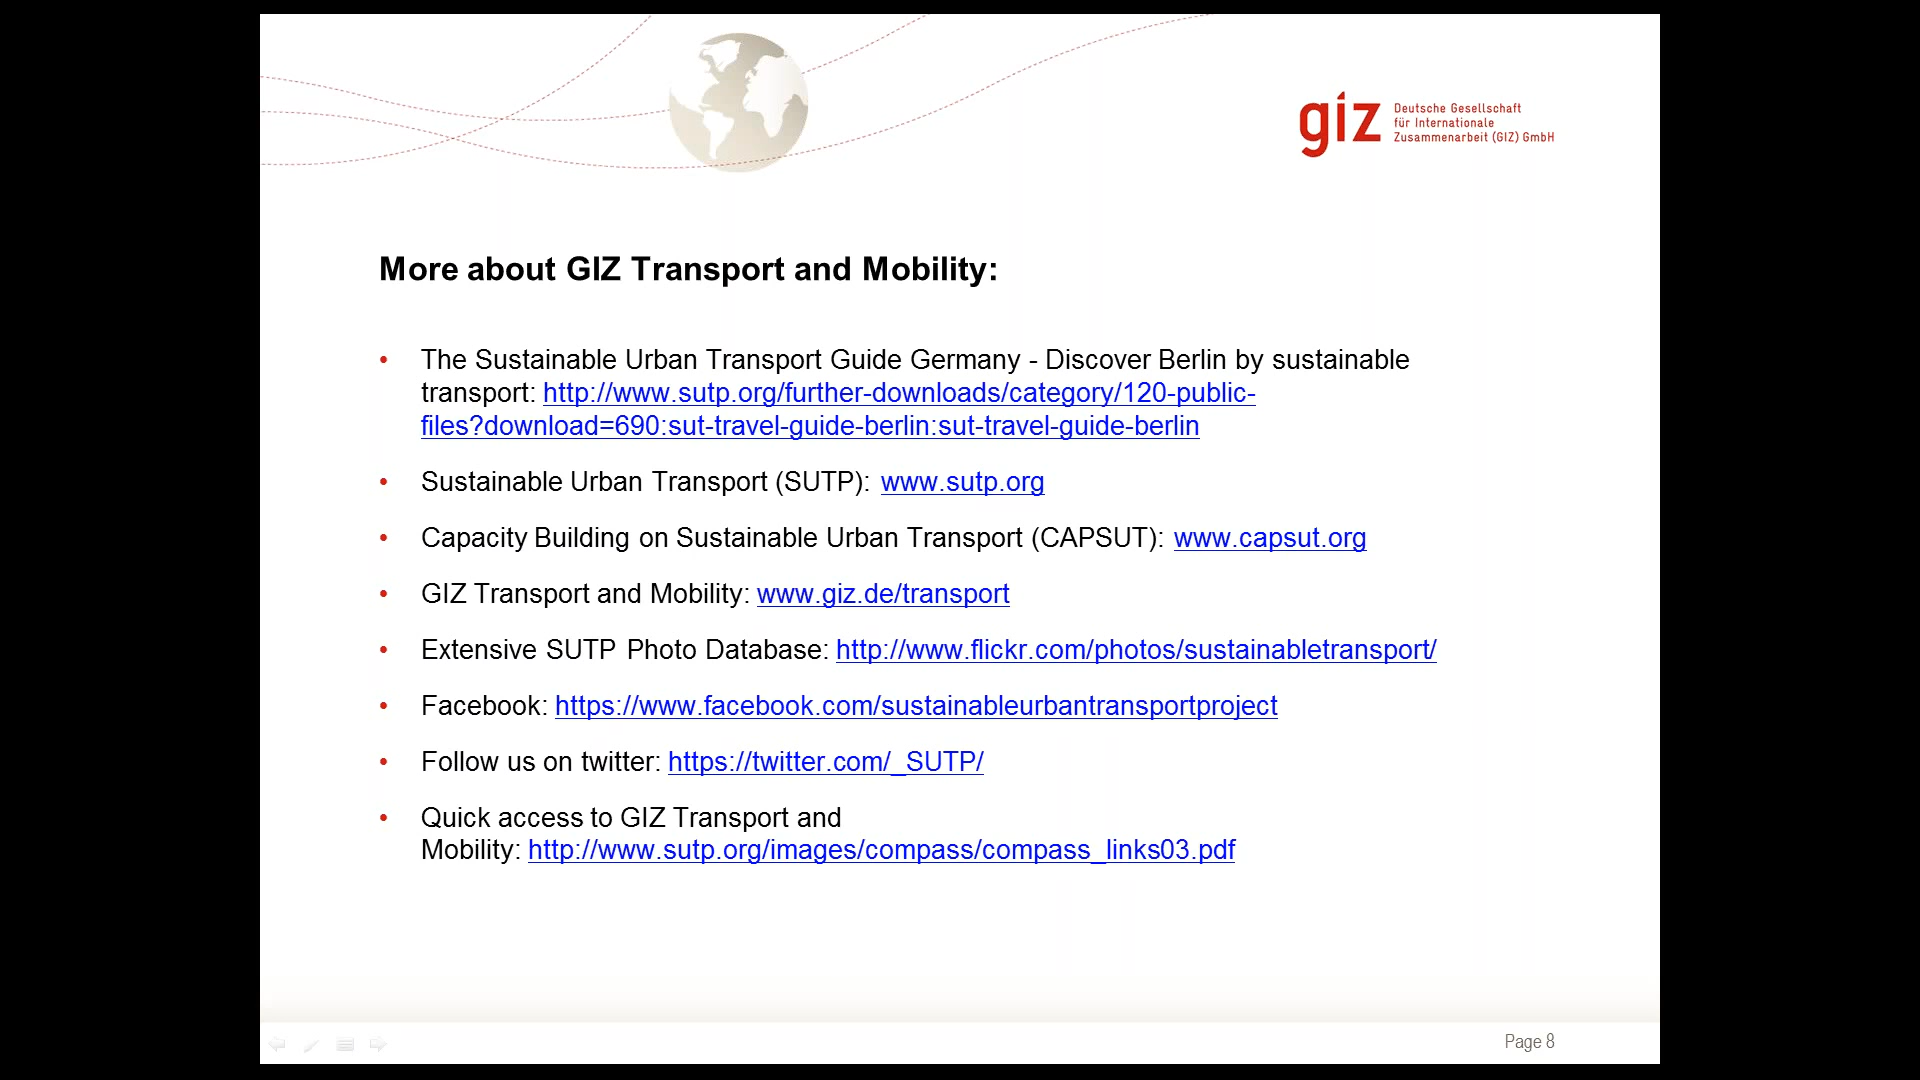 giz
Deutsche Gesellschaft
für Internationale
Zusammenarbeit (GIZ) GmbH
More about GIZ Transport and Mobility:
• The Sustainable Urban Transport Guide Germany - Discover Berlin by sustainable
transport: http://www.sutp.org/further-downloads/category/120-public-
files?download=690:sut-travel-guide-berlin:sut-travel-guide-berlin
• Sustainable Urban Transport (SUTP): www.sutp.org
• Capacity Building on Sustainable Urban Transport (CAPSUT): www.capsut.org
• GIZ Transport and Mobility: www.giz.de/transport
• Extensive SUTP Photo Database: http://www.flickr.com/photos/sustainabletransport/
• Facebook: https://www.facebook.com/sustainableurbantransportproject
• Follow us on twitter: https://twitter.com/_SUTP/
• Quick access to GIZ Transport and
Mobility: http://www.sutp.org/images/compass/compass_links03.pdf
Page 8